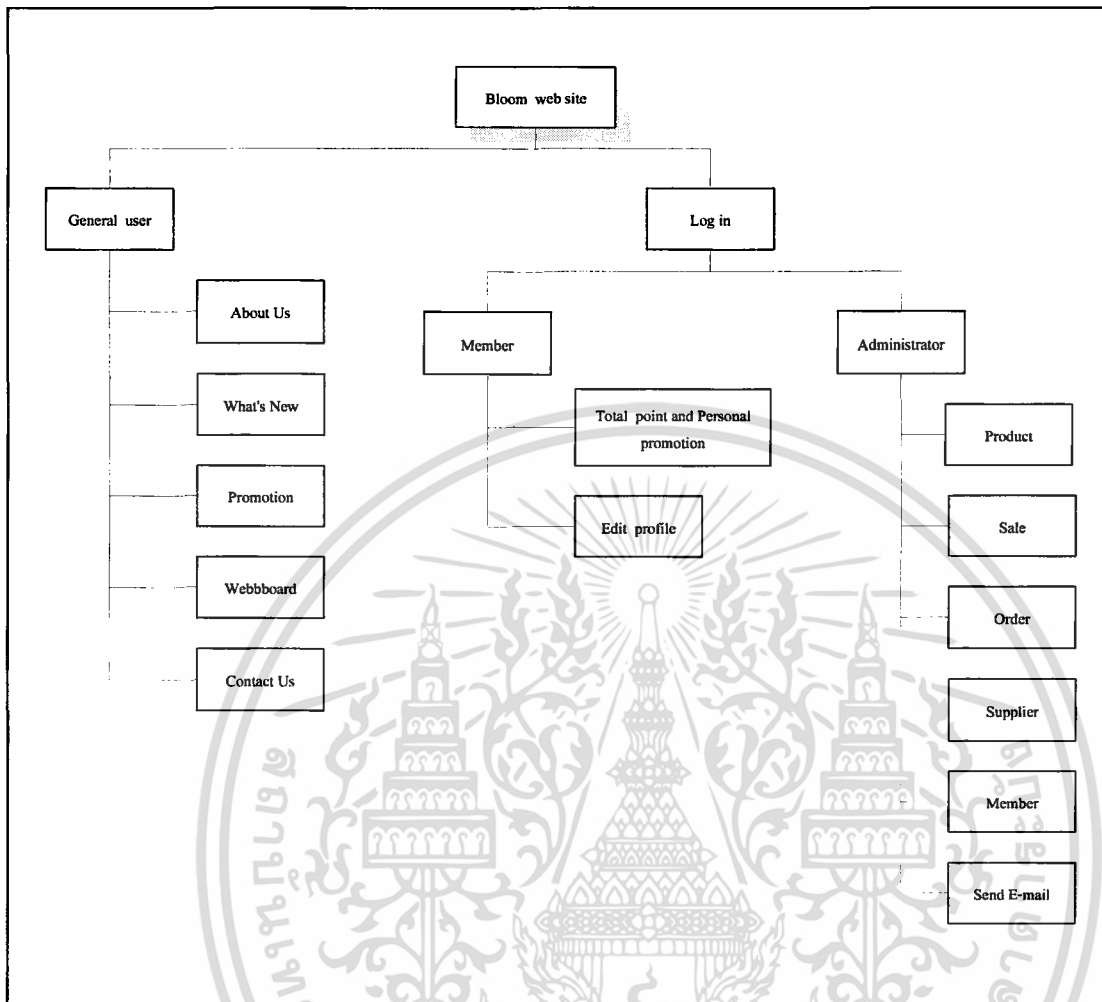 Bloom web site
General user
Log in
About Us
What's New
Promotion
Webbboard
Contact Us
Member
Total point and Personal
promotion
Edit profile
Administrator
Product
Sale
Order
Supplier
Member
Send E-mail